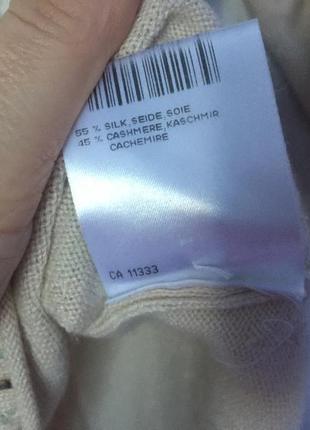 55 % SILK,SEIDE,SOIE
45 % CASHMERE,KASCHMIR
CACHEMIRE
CA 11333